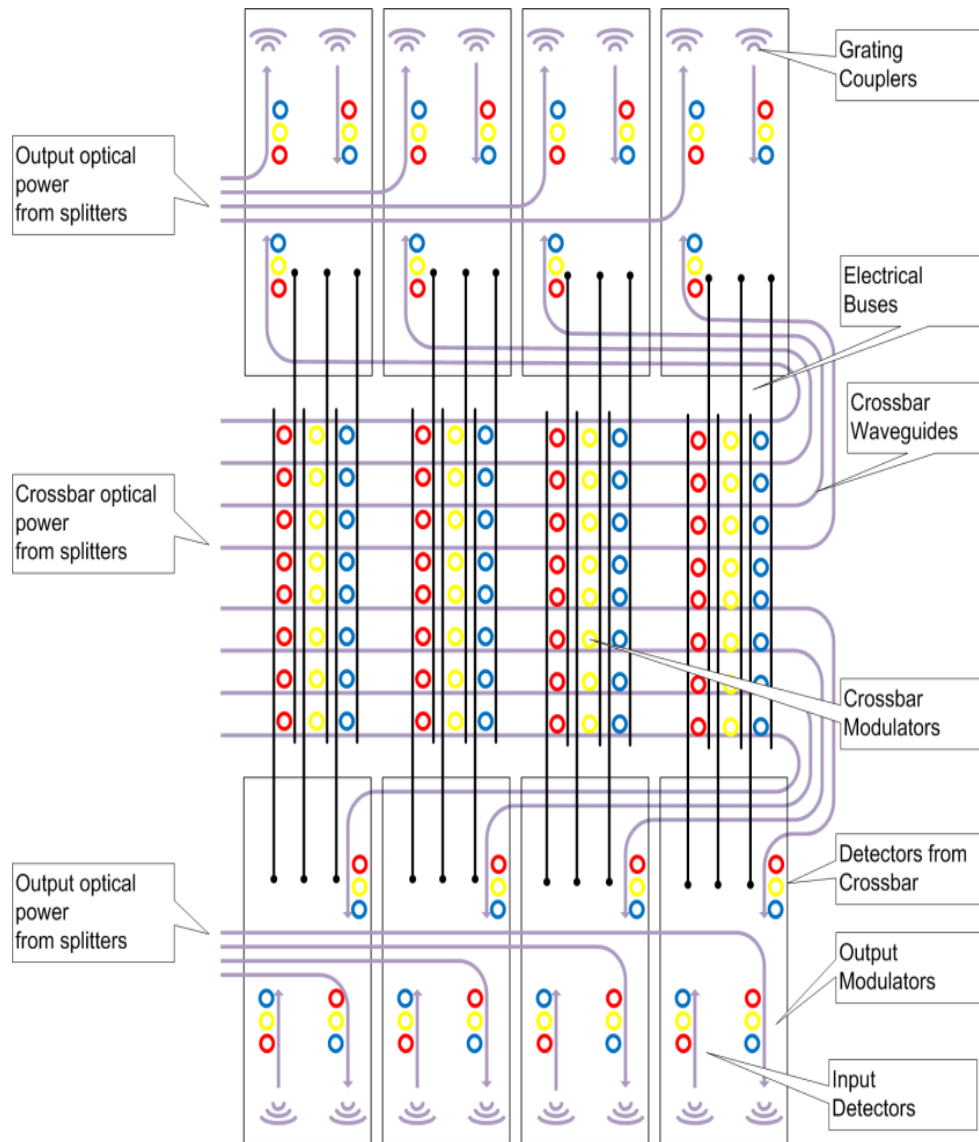 Grating
Couplers
Output optical
power
from splitters
Electrical
Buses
Crossbar
Waveguides
Crossbar optical
power
from splitters
Crossbar
Modulators
Detectors from
Crossbar
Output optical
power
from splitters
Output
Modulators
Input
Detectors